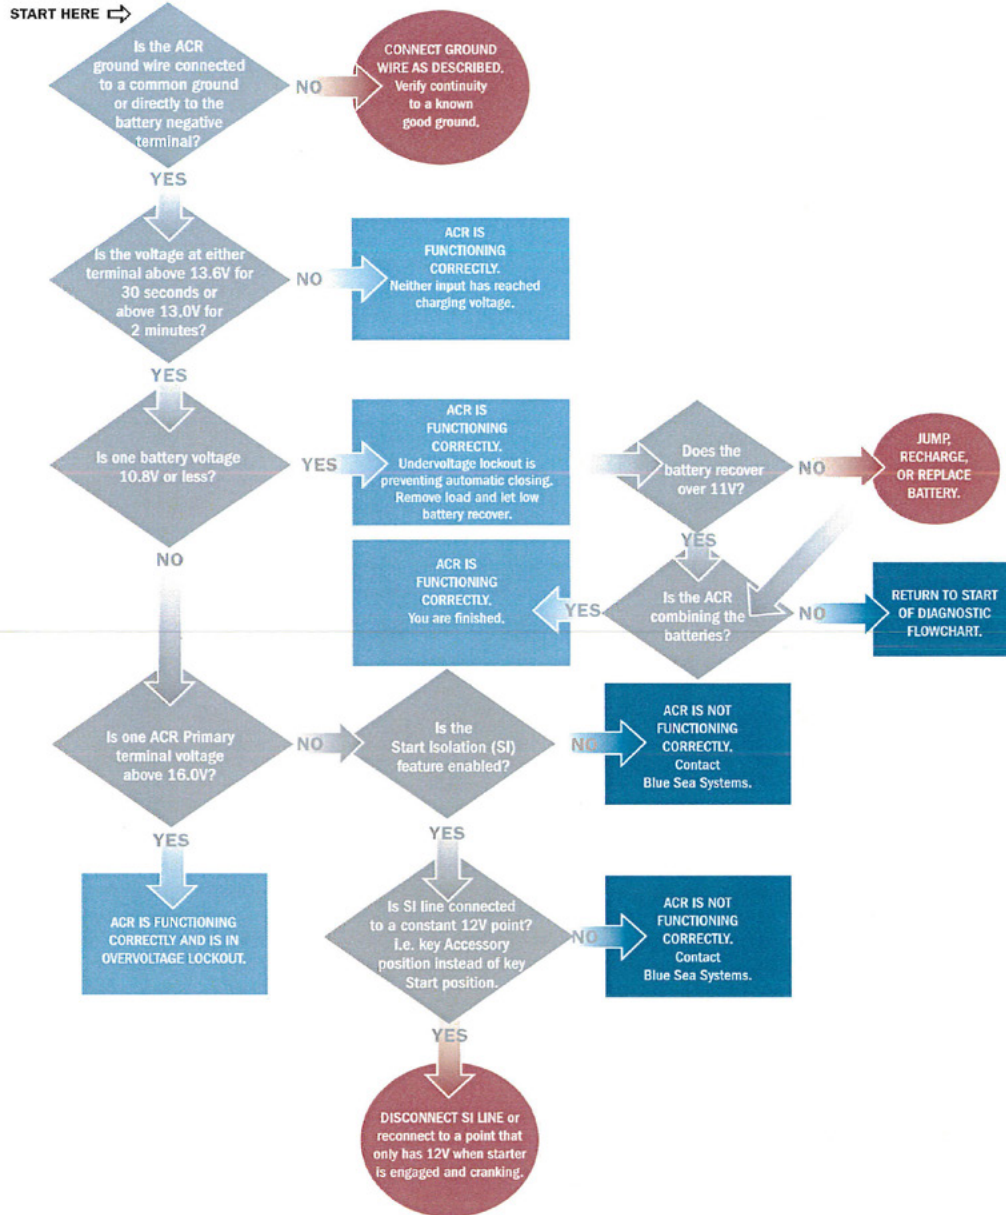 START HERE
Is the ACR
ground wire connected
to a common ground
or directly to the
battery negative
terminal?
NO
CONNECT GROUND
WIRE AS DESCRIBED.
Verify continuity
to a known
good ground.
YES
Is the voltage at either
terminal above 13.6V for
30 seconds or
above 13.0V for
2 minutes?
NO
ACR IS
FUNCTIONING
CORRECTLY.
Neither input has reached
charging voltage.
YES
Is one battery voltage
10.8V or less?
YES
ACR IS
FUNCTIONING
CORRECTLY.
Undervoltage lockout is
preventing automatic closing.
Remove load and let low
battery recover.
Does the
battery recover
over 11V?
NO
JUMP,
RECHARGE,
OR REPLACE
BATTERY.
YES
NO
ACR IS
FUNCTIONING
CORRECTLY.
You are finished.
YES
Is the ACR
combining the
batteries?
NO
RETURN TO START
OF DIAGNOSTIC
FLOWCHART.
Is one ACR Primary
terminal voltage
above 16.0V?
NO
Is the
Start Isolation (SI)
feature enabled?
NO
ACR IS NOT
FUNCTIONING
CORRECTLY.
Contact
Blue Sea Systems.
YES
ACR IS FUNCTIONING
CORRECTLY AND IS IN
OVERVOLTAGE LOCKOUT.
YES
Is SI line connected
to a constant 12V point?
i.e. key Accessory
position instead of key
Start position.
NO
ACR IS NOT
FUNCTIONING
CORRECTLY.
Contact
Blue Sea Systems.
YES
DISCONNECT SI LINE or
reconnect to a point that
only has 12V when starter
is engaged and cranking.